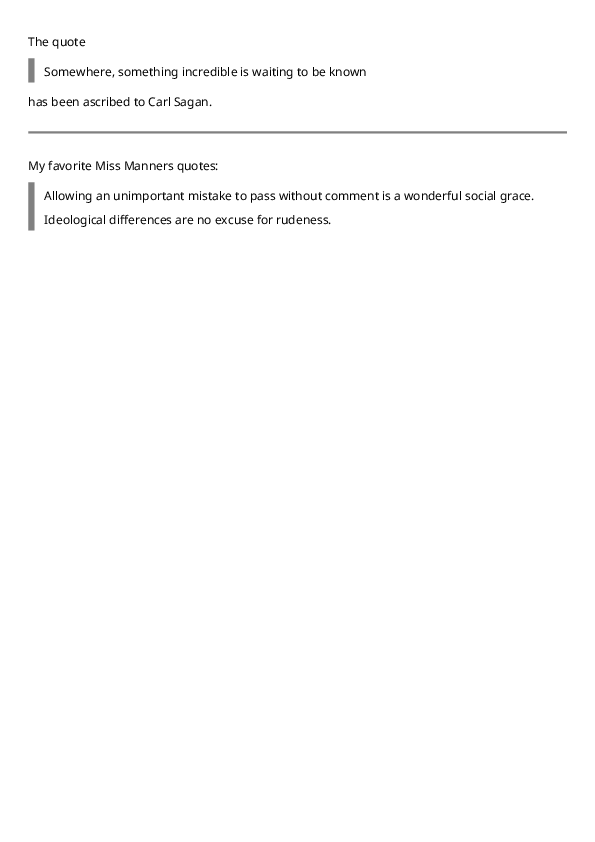 The quote
Somewhere, something incredible is waiting to be known
has been ascribed to Carl Sagan.
My favorite Miss Manners quotes:
Allowing an unimportant mistake to pass without comment is a wonderful social grace.
Ideological differences are no excuse for rudeness.